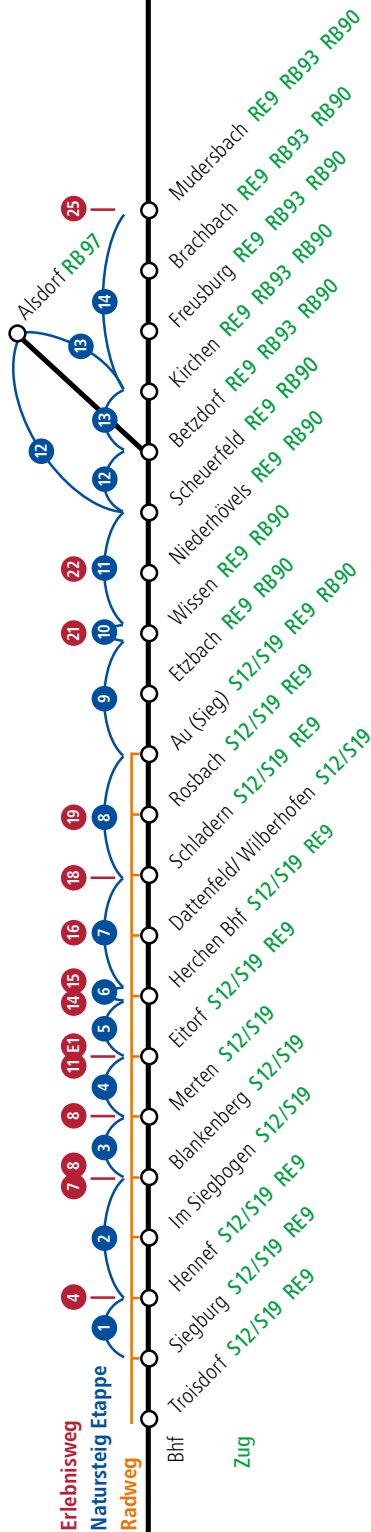 Erlebnisweg 4 7 8 8 11 E1 14 15 16 18 19 21 22 25
Natursteig Etappe 1 2 3 4 5 6 7 8 9 10 11 12 13 14
12 13
Radweg
Bhf
Zug
Troisdorf S12/S19 RE9
Siegburg S12/S19 RE9
Hennef S12/S19 RE9
Im Siegbogen S12/S19
Blankenberg S12/S19
Merten S12/S19
Eitorf S12/S19 RE9
Herchen Bhf S12/S19 RE9
Dattenfeld/ Wilberhofen S12/S19
Schladern S12/S19 RE9
Rosbach S12/S19 RE9
Au (Sieg) S12/S19 RE9 RB90
Etzbach RE9 RB90
Wissen RE9 RB90
Niederhövels RE9 RB90
Scheuerfeld RE9 RB90
Betzdorf RE9 RB93 RB90
Kirchen RE9 RB93 RB90
Freusburg RE9 RB93 RB90
Brachbach RE9 RB93 RB90
Mudersbach RE9 RB93 RB90
Alsdorf RB97